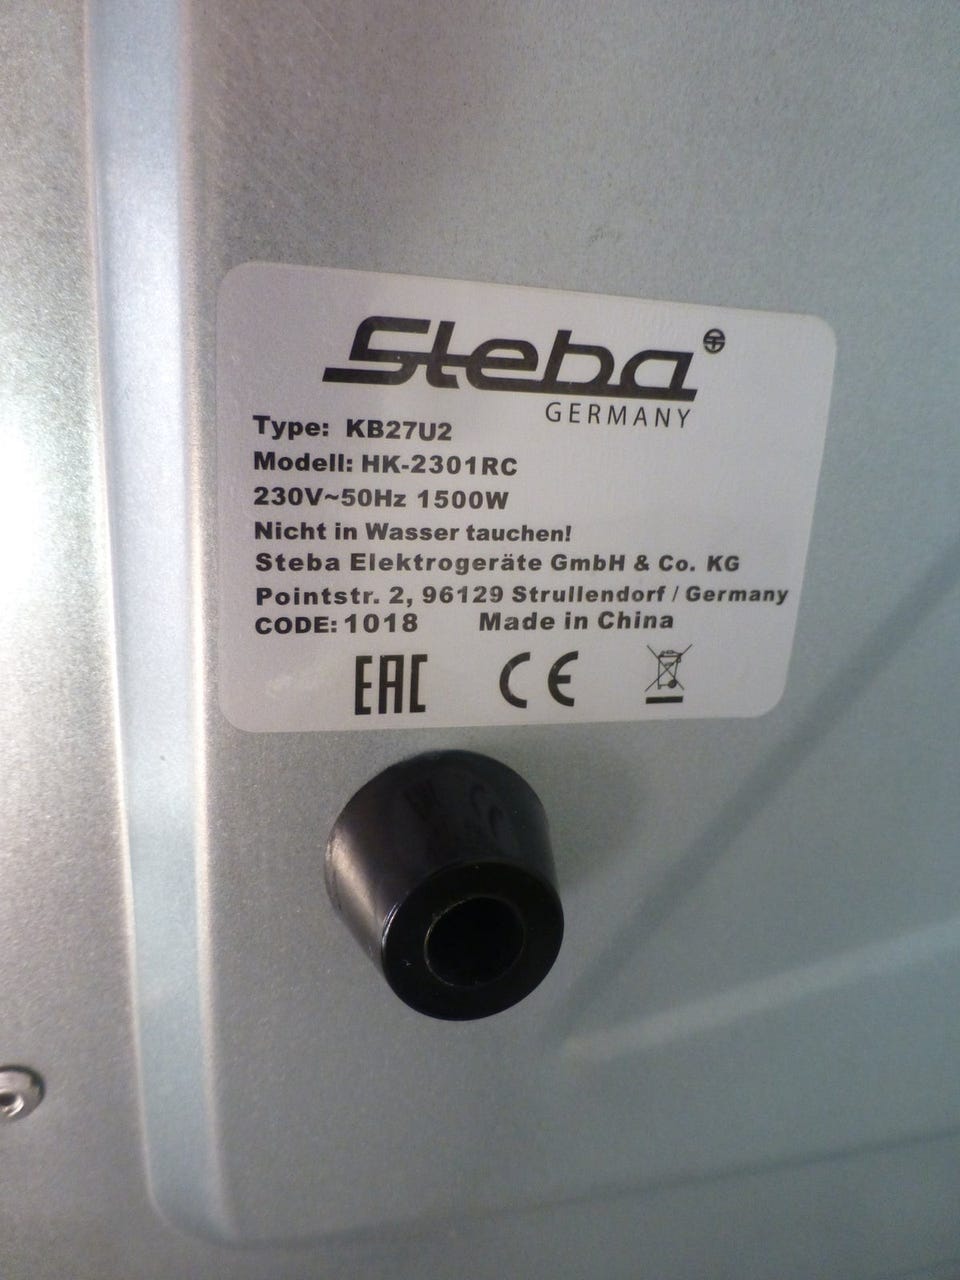 Steba
GERMANY
Type: KB27U2
Modell: HK-2301RC
230V~50Hz 1500W
Nicht in Wasser tauchen!
Steba Elektrogeräte GmbH & Co. KG
Pointstr. 2, 96129 Strullendorf / Germany
CODE: 1018 Made in China
EAC CE